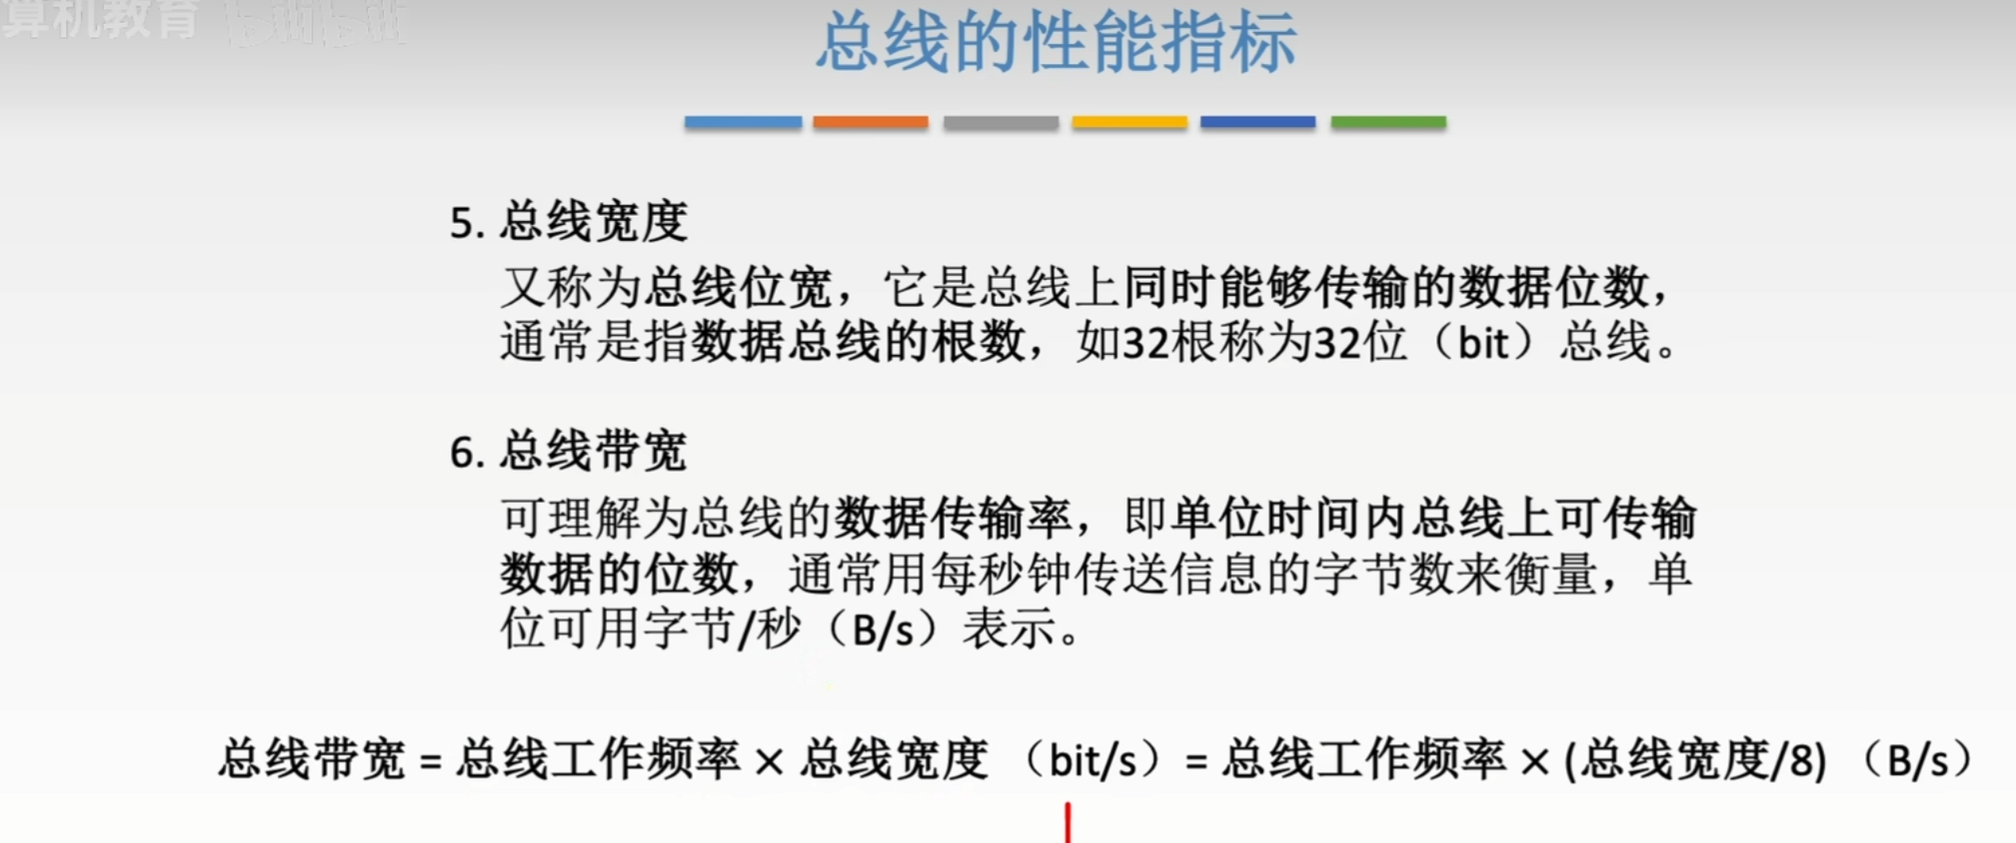 算机教育 bilibili
总线的性能指标
5. 总线宽度
又称为总线位宽，它是总线上同时能够传输的数据位数，
通常是指数据总线的根数，如32根称为32位（bit）总线。
6. 总线带宽
可理解为总线的数据传输率，即单位时间内总线上可传输
数据的位数，通常用每秒钟传送信息的字节数来衡量，单
位可用字节/秒（B/s）表示。
总线带宽 = 总线工作频率 × 总线宽度 （bit/s）= 总线工作频率 × (总线宽度/8) （B/s）